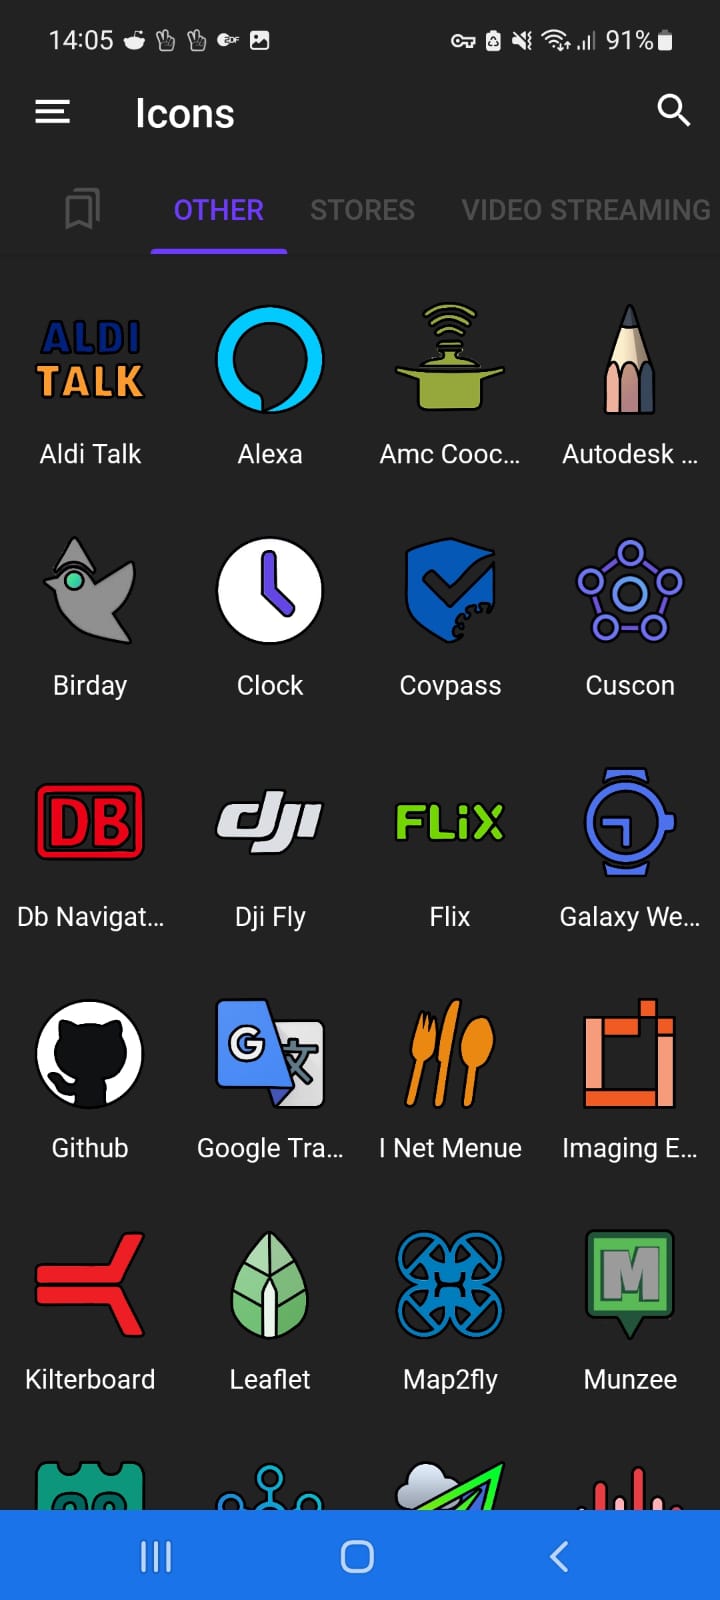 14:05
91%
Icons
OTHER STORES VIDEO STREAMING
ALDI
TALK
Aldi Talk Alexa Amc Cooc... Autodesk ...
Birday Clock Covpass Cuscon
DB dji FLiX
Db Navigat... Dji Fly Flix Galaxy We...
G 文
Github Google Tra... I Net Menue Imaging E...
M
Kilterboard Leaflet Map2fly Munzee